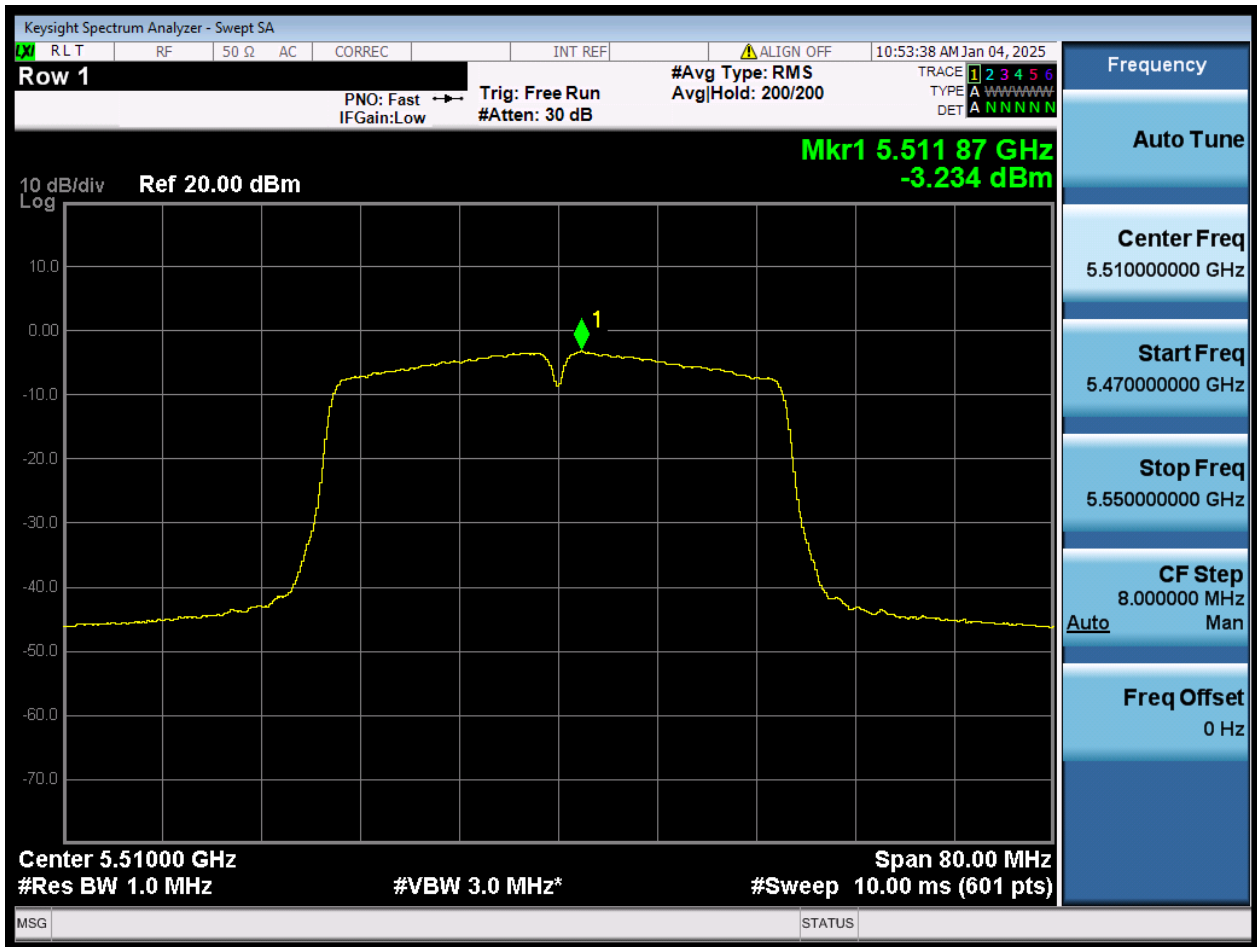 Keysight Spectrum Analyzer - Swept SA
LXI RLT RF 50 Ω AC CORREC INT REF ALIGN OFF 10:53:38 AM Jan 04, 2025
Row 1
PNO: Fast
IFGain:Low
Trig: Free Run
#Atten: 30 dB
#Avg Type: RMS
Avg|Hold: 200/200
TRACE 1 2 3 4 5 6
TYPE A WWWWW
DET A N N N N N
Mkr1 5.511 87 GHz
-3.234 dBm
10 dB/div Ref 20.00 dBm
Log
10.0
0.00
-10.0
-20.0
-30.0
-40.0
-50.0
-60.0
-70.0
1
Center 5.51000 GHz Span 80.00 MHz
#Res BW 1.0 MHz #VBW 3.0 MHz* #Sweep 10.00 ms (601 pts)
MSG STATUS
Frequency
Auto Tune
Center Freq
5.510000000 GHz
Start Freq
5.470000000 GHz
Stop Freq
5.550000000 GHz
CF Step
8.000000 MHz
Auto Man
Freq Offset
0 Hz